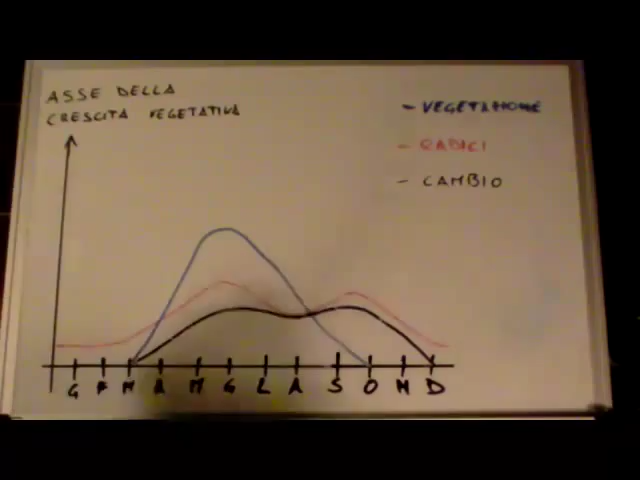 ASSE DELLA
CRESCITA VEGETATIVA
- VEGETAZIONE
- RADICI
- CAMBIO
G F M A M G L A S O N D